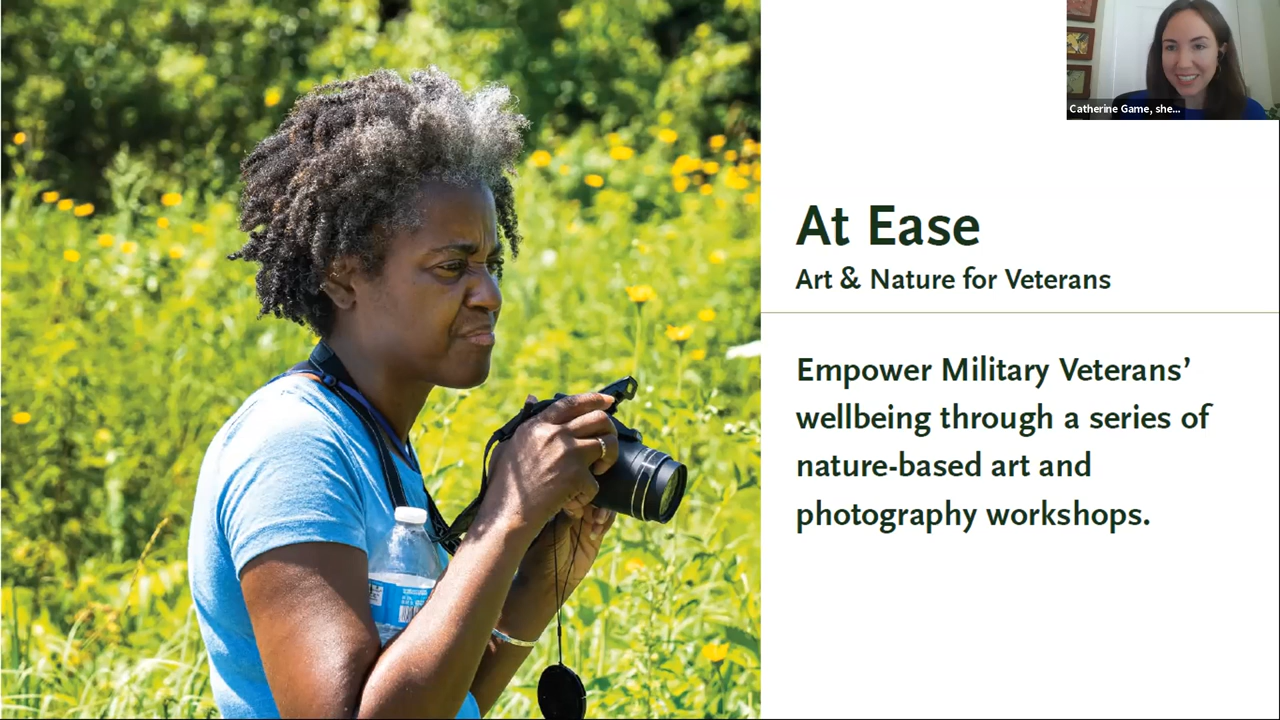 Catherine Game, she...
At Ease
Art & Nature for Veterans
Empower Military Veterans’
wellbeing through a series of
nature-based art and
photography workshops.